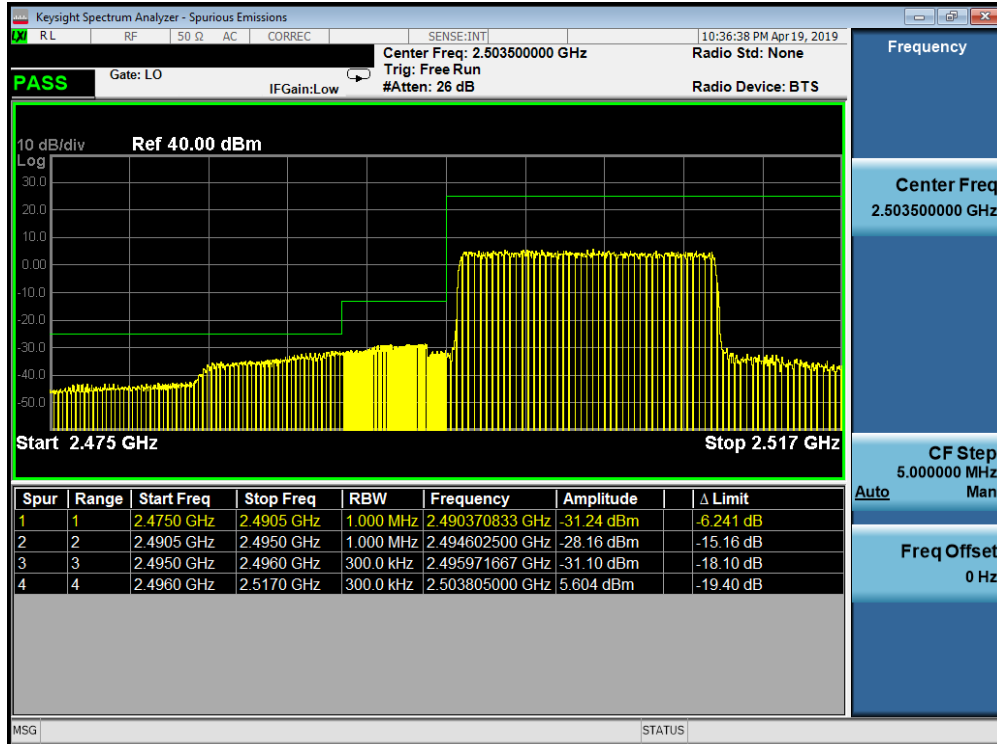 Keysight Spectrum Analyzer - Spurious Emissions
LXI RL RF 50 Ω AC CORREC SENSE:INT 10:36:38 PM Apr 19, 2019
Center Freq: 2.503500000 GHz Radio Std: None
Gate: LO Trig: Free Run
PASS IFGain:Low #Atten: 26 dB Radio Device: BTS
Frequency
10 dB/div Ref 40.00 dBm
Log
30.0
20.0
10.0
0.00
-10.0
-20.0
-30.0
-40.0
-50.0
Start 2.475 GHz Stop 2.517 GHz
Center Freq
2.503500000 GHz
CF Step
5.000000 MHz
Auto Man
Freq Offset
0 Hz
Spur Range Start Freq Stop Freq RBW Frequency Amplitude Δ Limit
1 1 2.4750 GHz 2.4905 GHz 1.000 MHz 2.490370833 GHz -31.24 dBm -6.241 dB
2 2 2.4905 GHz 2.4950 GHz 1.000 MHz 2.494602500 GHz -28.16 dBm -15.16 dB
3 3 2.4950 GHz 2.4960 GHz 300.0 kHz 2.495971667 GHz -31.10 dBm -18.10 dB
4 4 2.4960 GHz 2.5170 GHz 300.0 kHz 2.503805000 GHz 5.604 dBm -19.40 dB
MSG STATUS